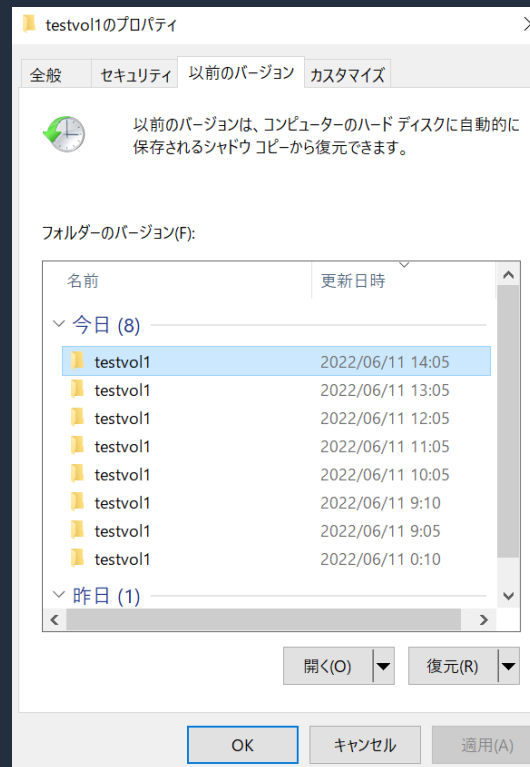 testvol1のプロパティ
全般 セキュリティ 以前のバージョン カスタマイズ
以前のバージョンは、コンピューターのハード ディスクに自動的に
保存されるシャドウ コピーから復元できます。
フォルダーのバージョン(F):
名前 更新日時
今日 (8)
testvol1 2022/06/11 14:05
testvol1 2022/06/11 13:05
testvol1 2022/06/11 12:05
testvol1 2022/06/11 11:05
testvol1 2022/06/11 10:05
testvol1 2022/06/11 9:10
testvol1 2022/06/11 9:05
testvol1 2022/06/11 0:10
昨日 (1)
開く(O) 復元(R)
OK キャンセル 適用(A)